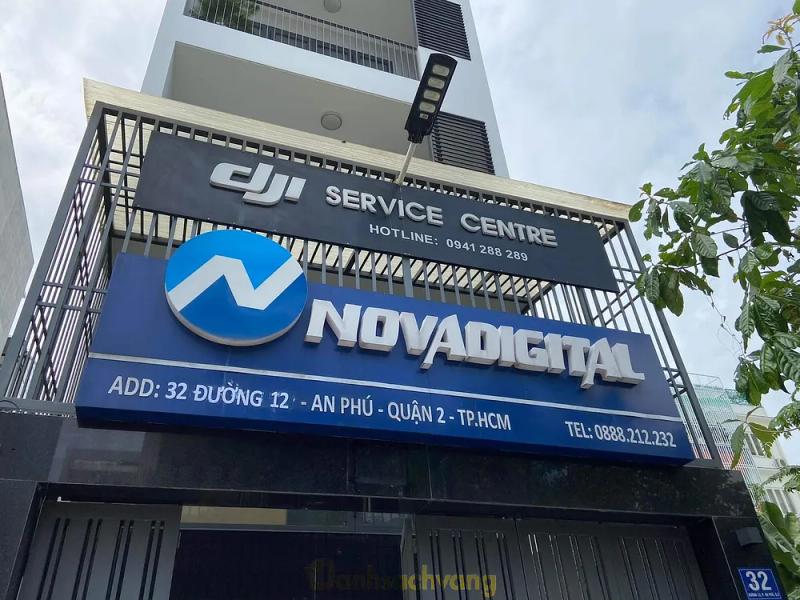 dji SERVICE CENTRE
HOTLINE: 0941 288 289
NOVADIGITAL
ADD: 32 ĐƯỜNG 12 - AN PHÚ - QUẬN 2 - TP.HCM
TEL: 0888.212.232
32
Danhsachvang